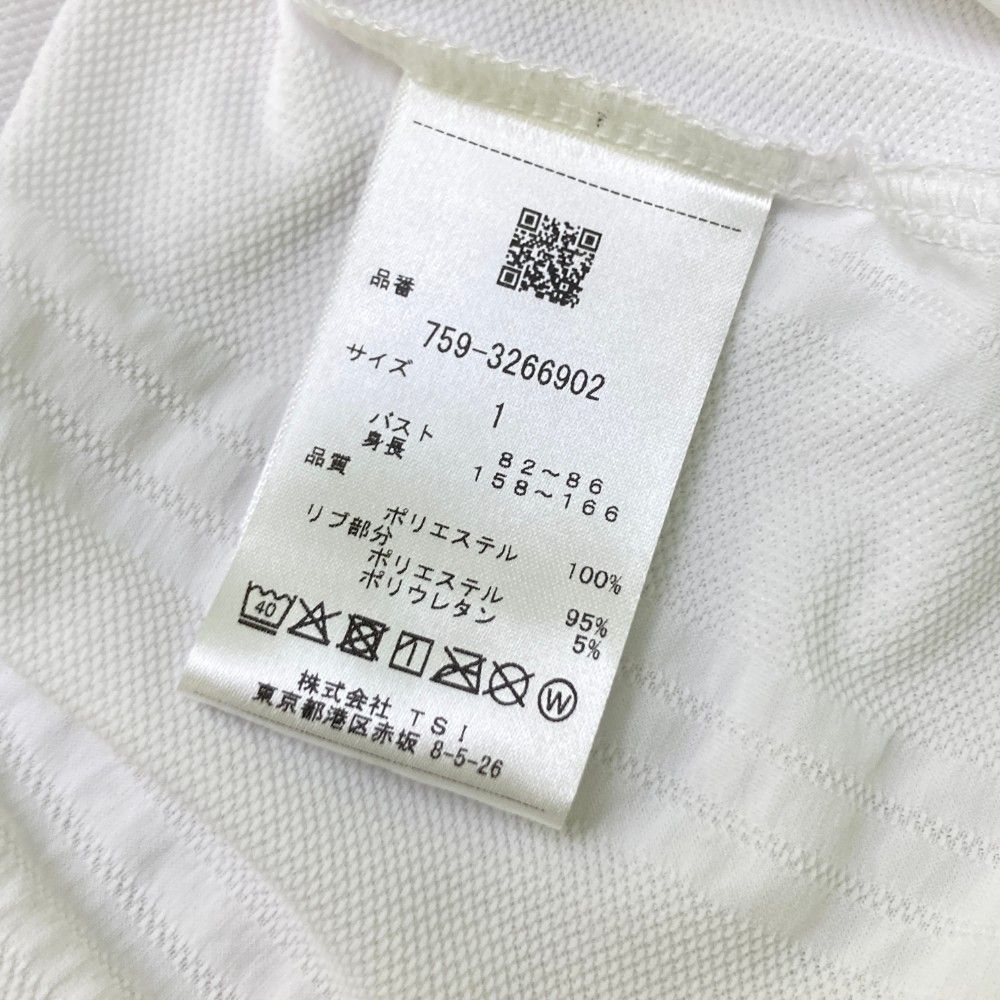 品番
759-3266902
サイズ
1
バスト 82～86
身長 158～166
品質
ポリエステル 100%
リブ部分
ポリエステル 95%
ポリウレタン 5%
40 W
株式会社 TSI
東京都港区赤坂 8-5-26